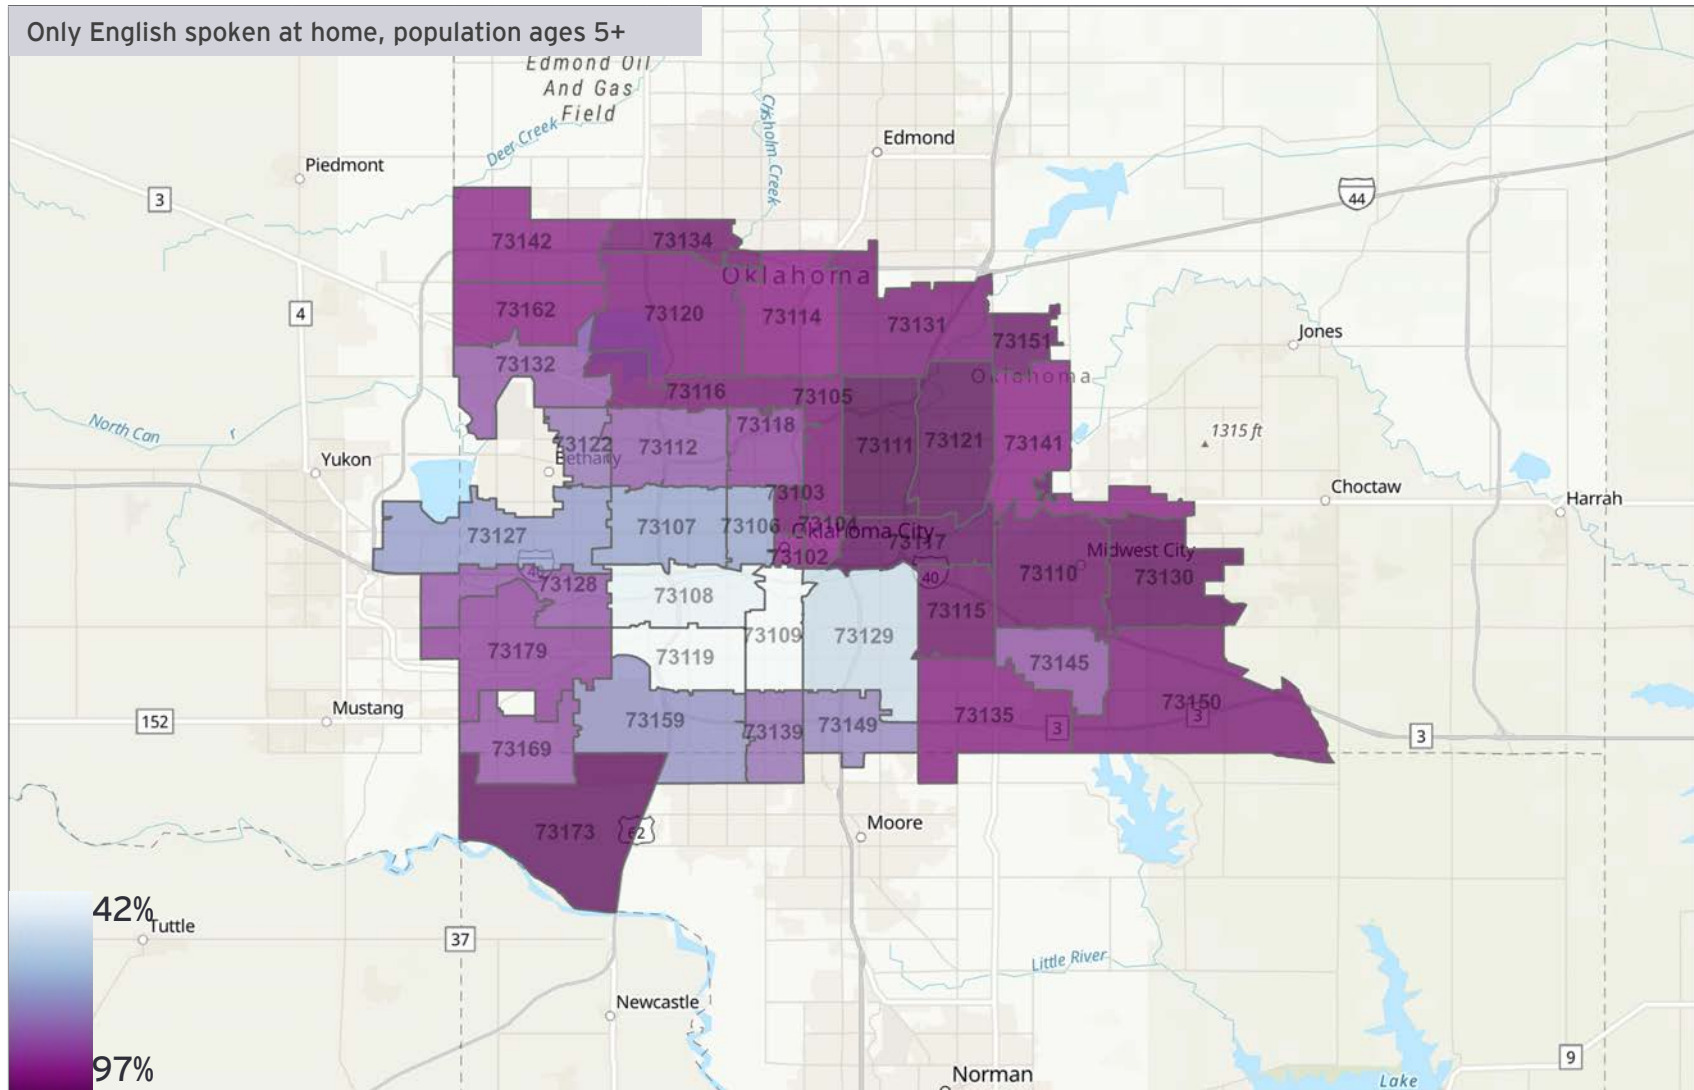 Only English spoken at home, population ages 5+
Edmond Oil
And Gas
Field
Deer Creek
Chisholm Creek
Edmond
Piedmont
3
44
73142
73134
Oklahoma
4
73162
73120
73114
73131
73151
Jones
73132
Oklahoma
73116
73105
North Can
r
73118
73122
73112
73111
73121
73141
1315 ft
Bethany
Yukon
Choctaw
Harrah
73103
73127
73107
73106
73104
Oklahoma City
73117
73102
Midwest City
40
73128
73108
40
73110
73130
73115
73109
73129
73179
73119
73145
Mustang
152
73159
73139
73149
73135
73150
3
3
3
73169
73173
62
Moore
42%
Tuttle
37
Little River
Newcastle
97%
9
Norman
Lake